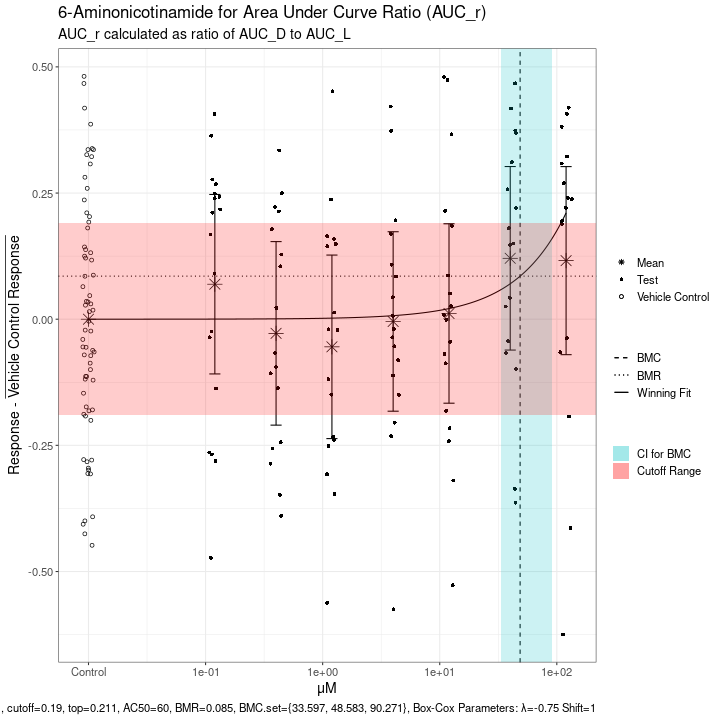 6-Aminonicotinamide for Area Under Curve Ratio (AUC_r)
AUC_r calculated as ratio of AUC_D to AUC_L
Response - Vehicle Control Response
0.50
0.25
0.00
-0.25
-0.50
Control
1e-01
1e+00
1e+01
1e+02
μM
Mean
Test
Vehicle Control
BMC
BMR
Winning Fit
CI for BMC
Cutoff Range
, cutoff=0.19, top=0.211, AC50=60, BMR=0.085, BMC.set={33.597, 48.583, 90.271}, Box-Cox Parameters: λ=-0.75 Shift=1